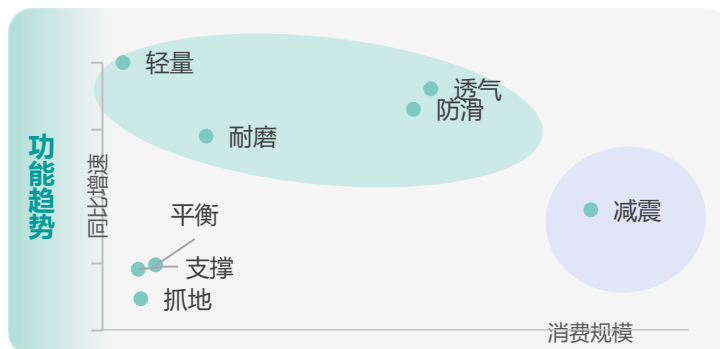 功能趋势
同比增速
轻量
透气
防滑
耐磨
减震
平衡
支撑
抓地
消费规模